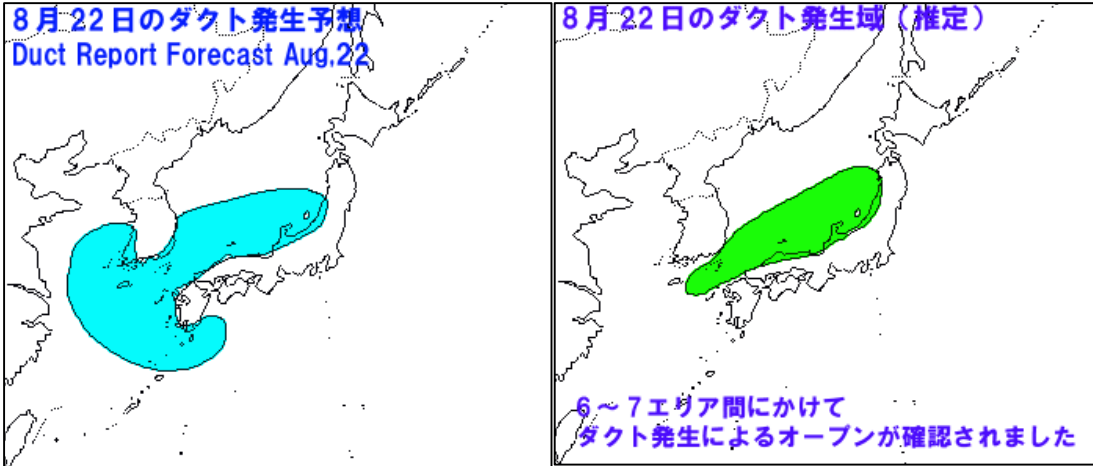 8月22日のダクト発生予想
Duct Report Forecast Aug,22
8月22日のダクト発生域（推定）
6～7エリア間にかけて
ダクト発生によるオープンが確認されました